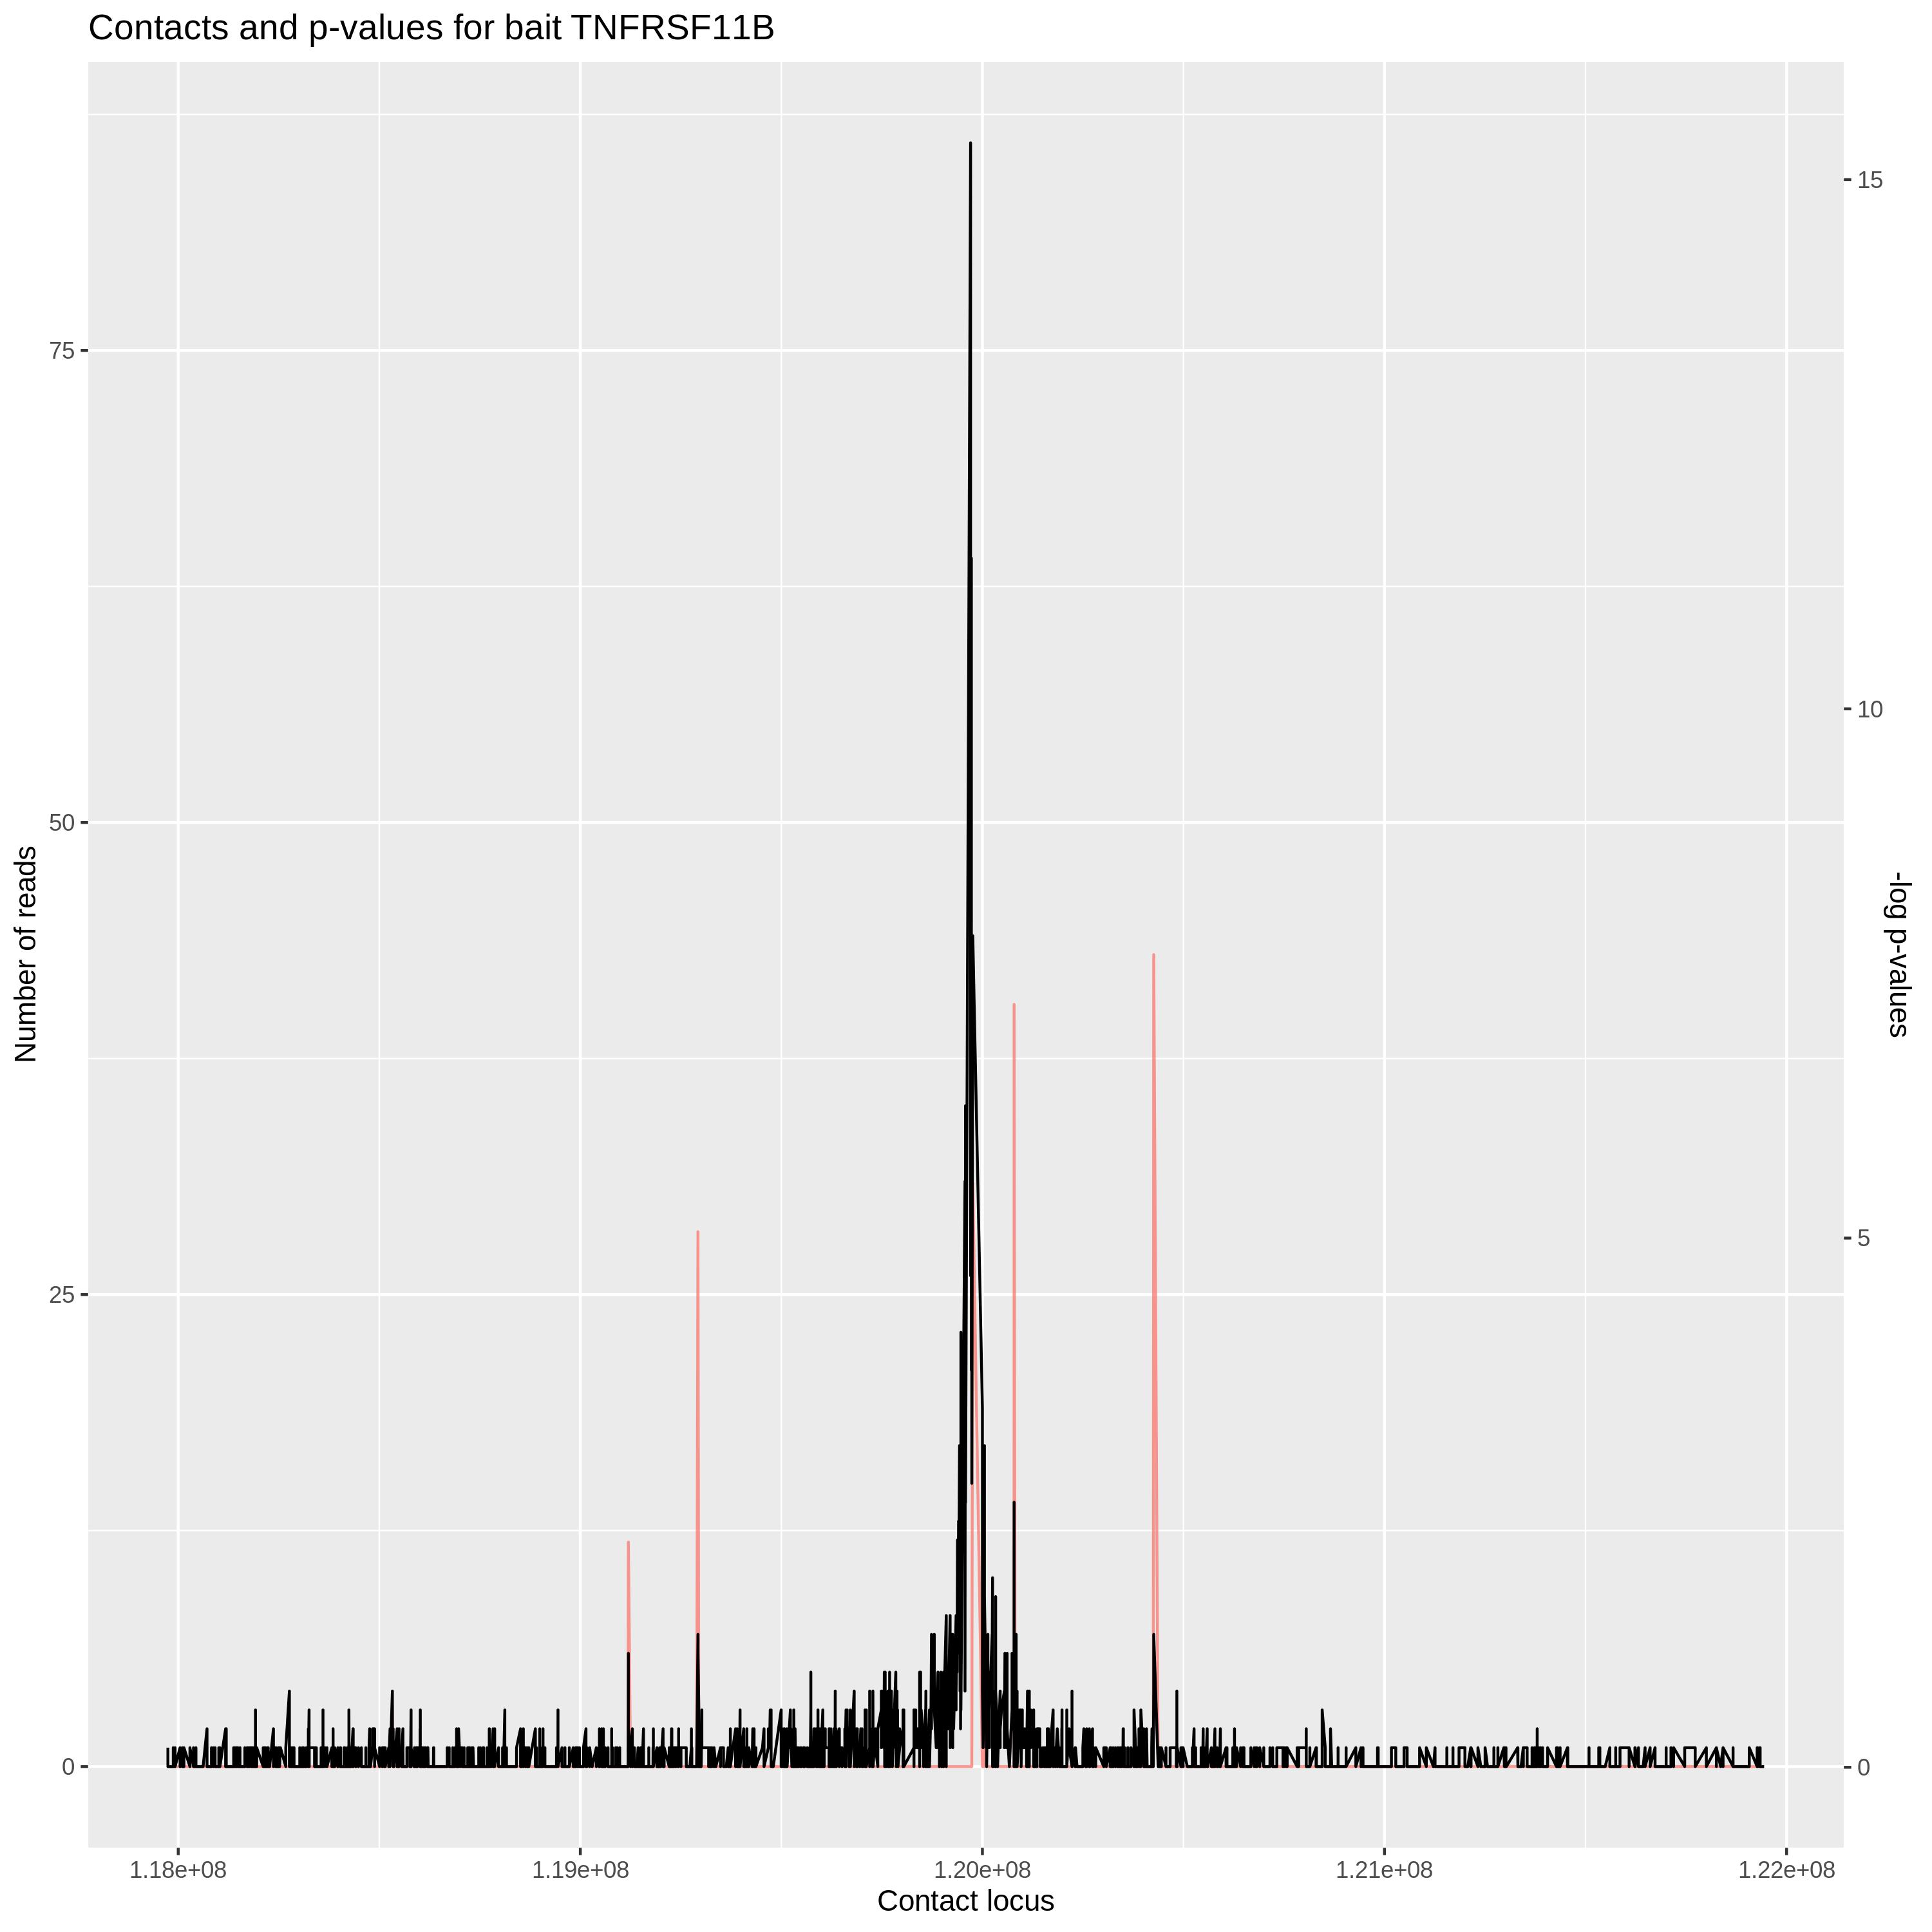 Contacts and p-values for bait TNFRSF11B
Number of reads
75
50
25
0
15
10
5
0
-log p-values
1.18e+08 1.19e+08 1.20e+08 1.21e+08 1.22e+08
Contact locus